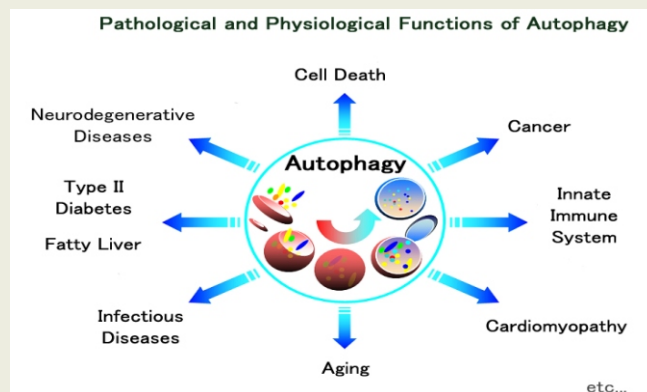 Pathological and Physiological Functions of Autophagy
Cell Death
Neurodegenerative
Diseases
Cancer
Autophagy
Type II
Diabetes
Fatty Liver
Innate
Immune
System
Infectious
Diseases
Cardiomyopathy
Aging
etc...